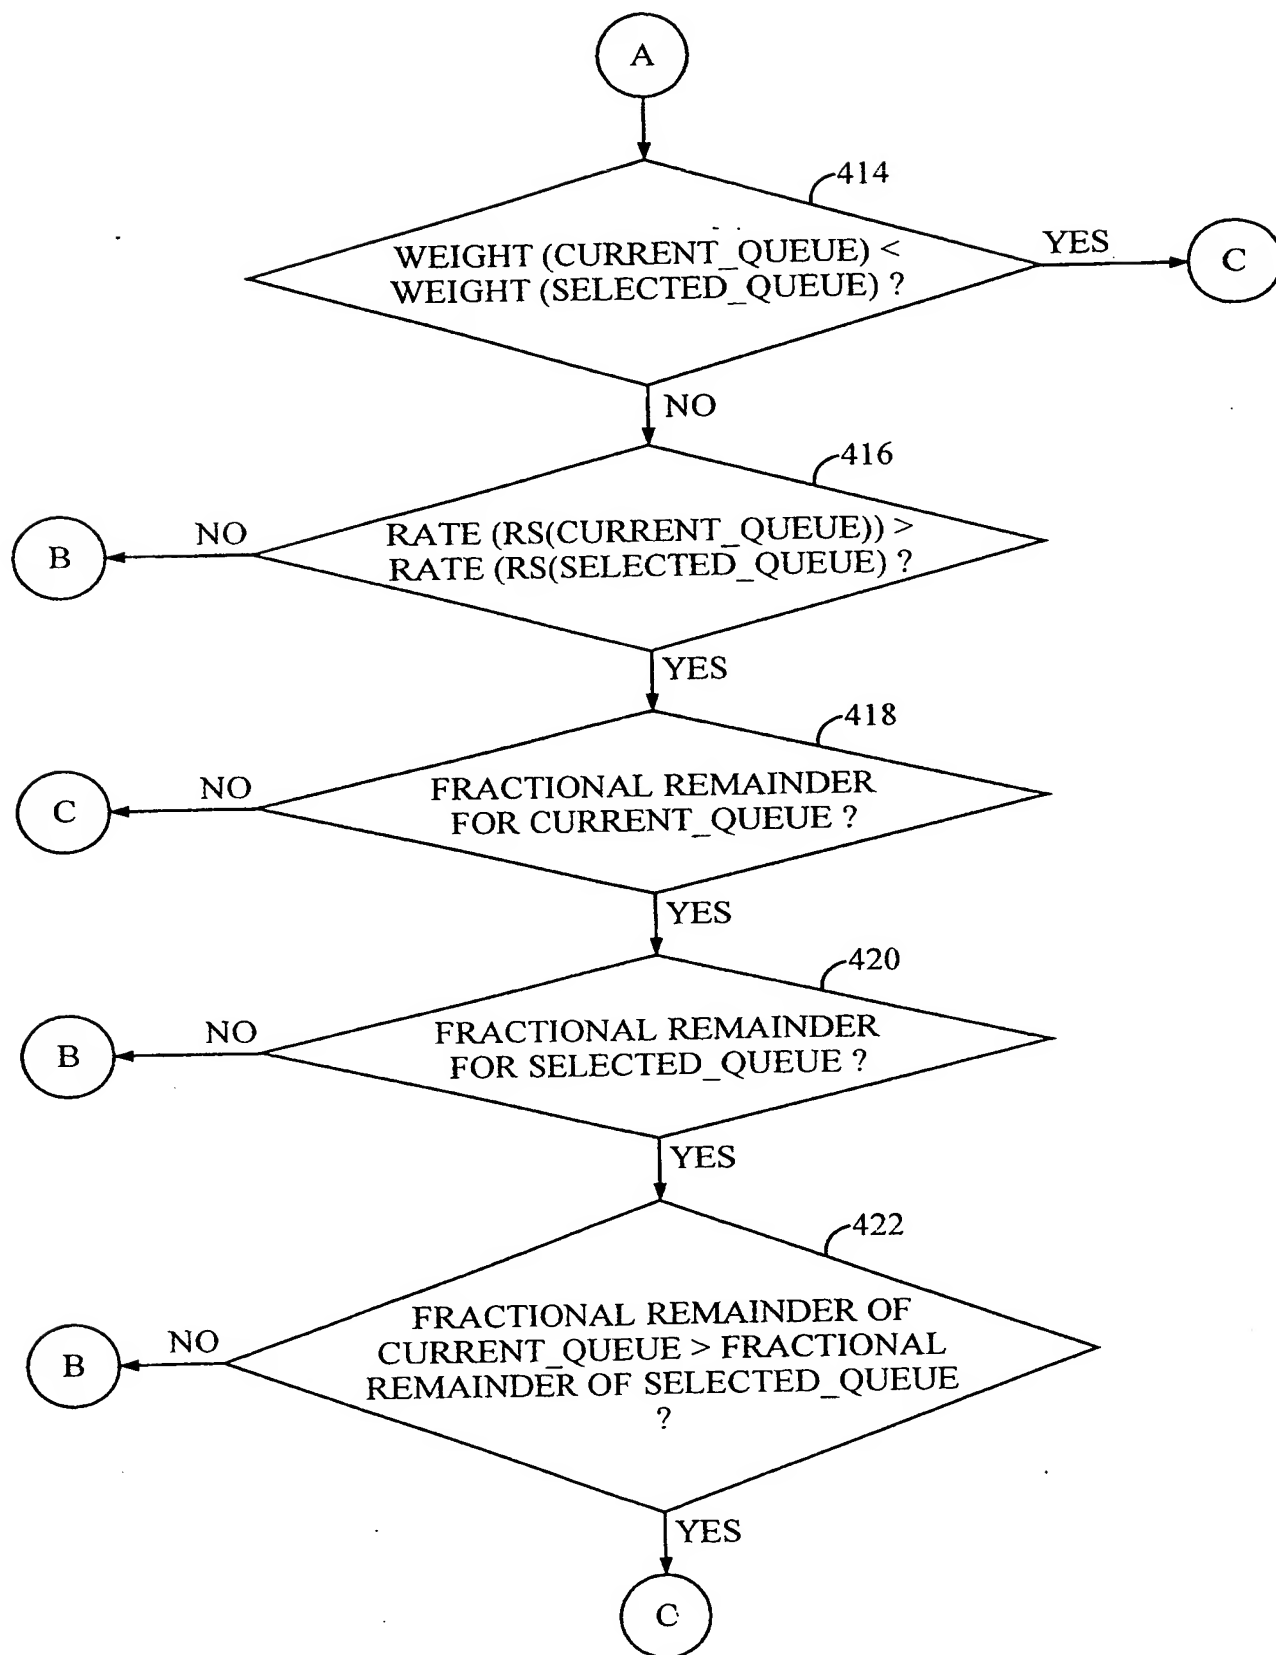 A
414
WEIGHT (CURRENT_QUEUE) <
WEIGHT (SELECTED_QUEUE) ?
YES
C
NO
416
RATE (RS(CURRENT_QUEUE)) >
RATE (RS(SELECTED_QUEUE) ?
NO
B
YES
418
FRACTIONAL REMAINDER
FOR CURRENT_QUEUE ?
NO
C
YES
420
FRACTIONAL REMAINDER
FOR SELECTED_QUEUE ?
NO
B
YES
422
FRACTIONAL REMAINDER OF
CURRENT_QUEUE > FRACTIONAL
REMAINDER OF SELECTED_QUEUE
?
NO
B
YES
C